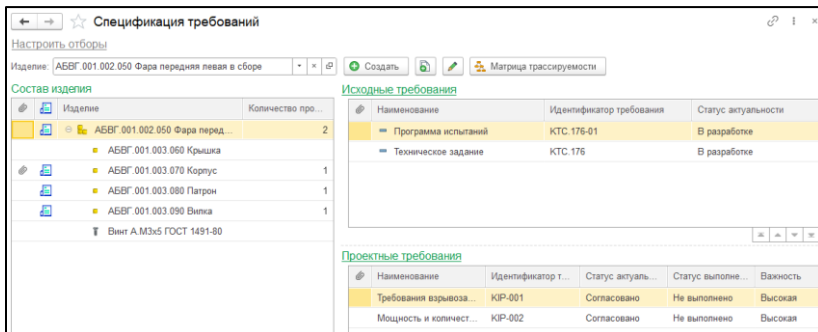 Спецификация требований
Настроить отборы
Изделие: АБВГ.001.002.050 Фара передняя левая в сборе
Создать
Матрица трассируемости
Состав изделия
Изделие Количество про...
АБВГ.001.002.050 Фара перед... 2
АБВГ.001.003.060 Крышка
АБВГ.001.003.070 Корпус 1
АБВГ.001.003.080 Патрон 1
АБВГ.001.003.090 Вилка 1
Винт А.М3х5 ГОСТ 1491-80
Исходные требования
Наименование Идентификатор требования Статус актуальности
Программа испытаний КТС.176-01 В разработке
Техническое задание КТС.176 В разработке
Проектные требования
Наименование Идентификатор т... Статус актуаль... Статус выполне... Важность
Требования взрывоза... KIP-001 Согласовано Не выполнено Высокая
Мощность и количест... KIP-002 Согласовано Не выполнено Высокая